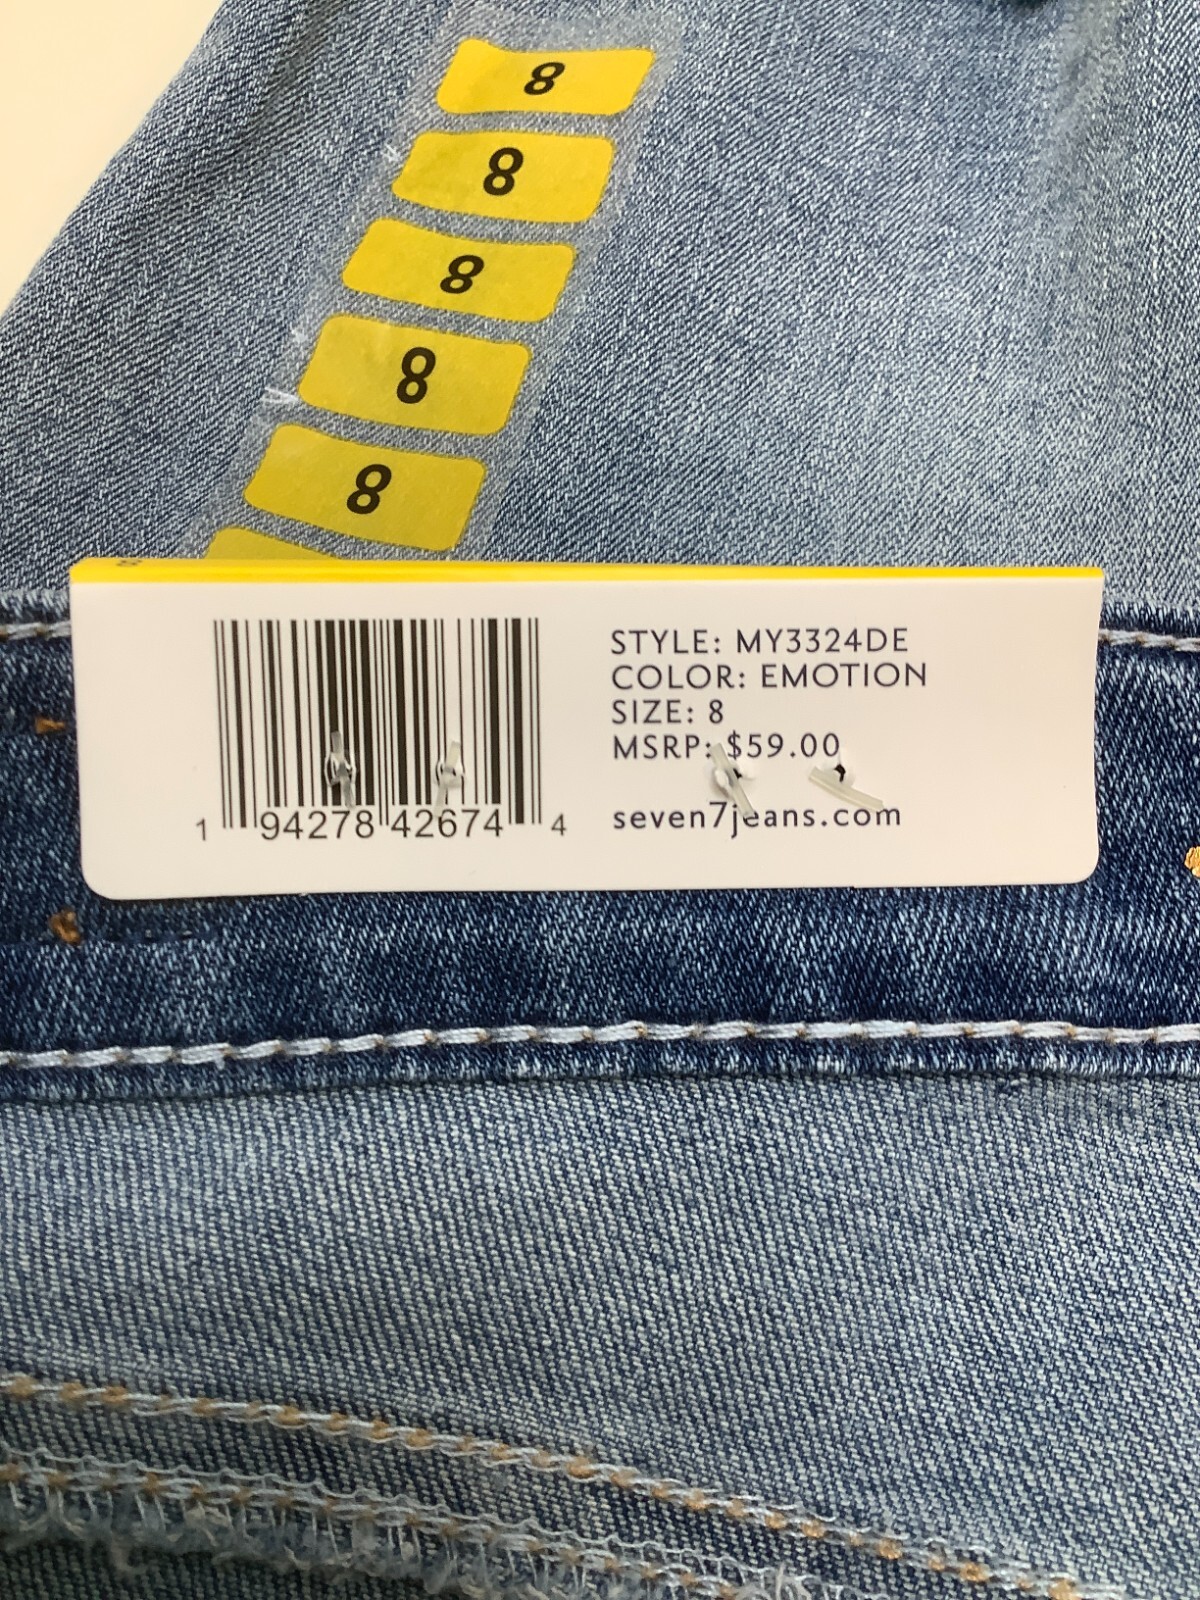 8
8
8
8
8
STYLE: MY3324DE
COLOR: EMOTION
SIZE: 8
MSRP: $59.00
seven7jeans.com
1 94278 42674 4